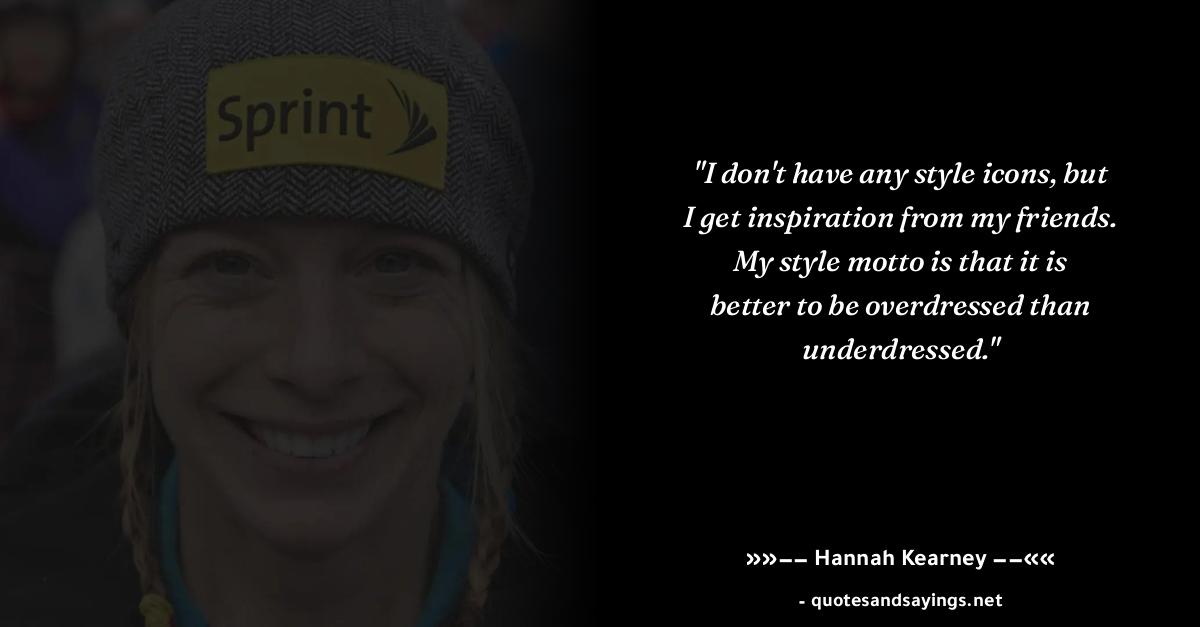 Sprint
"I don't have any style icons, but
I get inspiration from my friends.
My style motto is that it is
better to be overdressed than
underdressed."
»»–– Hannah Kearney ––««
- quotesandsayings.net